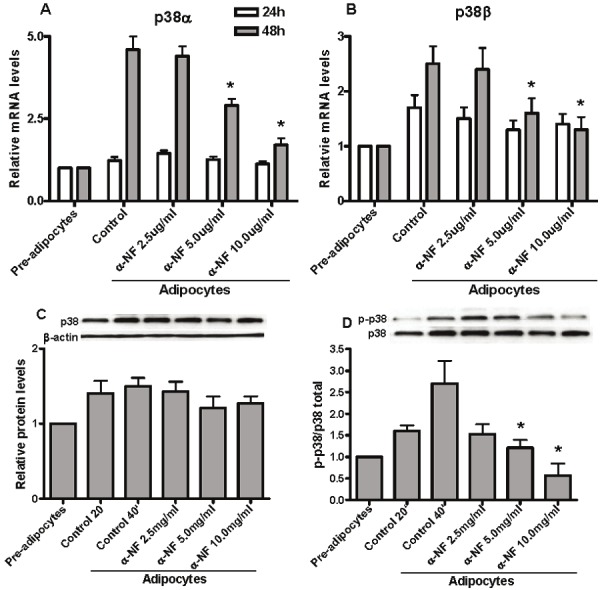 A
p38α
24h
48h
Relative mRNA levels
5.0
2.5
0.0
*
*
Pre-adipocytes
Control
α-NF 2.5ug/ml
α-NF 5.0ug/ml
α-NF 10.0ug/ml
Adipocytes
B
p38β
Relatvie mRNA levels
3
2
1
0
*
*
Pre-adipocytes
Control
α-NF 2.5ug/ml
α-NF 5.0ug/ml
α-NF 10.0ug/ml
Adipocytes
C
p38
β-actin
Relative protein levels
2
1
0
Pre-adipocytes
Control 20'
Control 40'
α-NF 2.5mg/ml
α-NF 5.0mg/ml
α-NF 10.0mg/ml
Adipocytes
D
p-p38
p38
p-p38/p38 total
3.5
3.0
2.5
2.0
1.5
1.0
0.5
0.0
*
*
Pre-adipocytes
Control 20'
Control 40'
α-NF 2.5mg/ml
α-NF 5.0mg/ml
α-NF 10.0mg/ml
Adipocytes